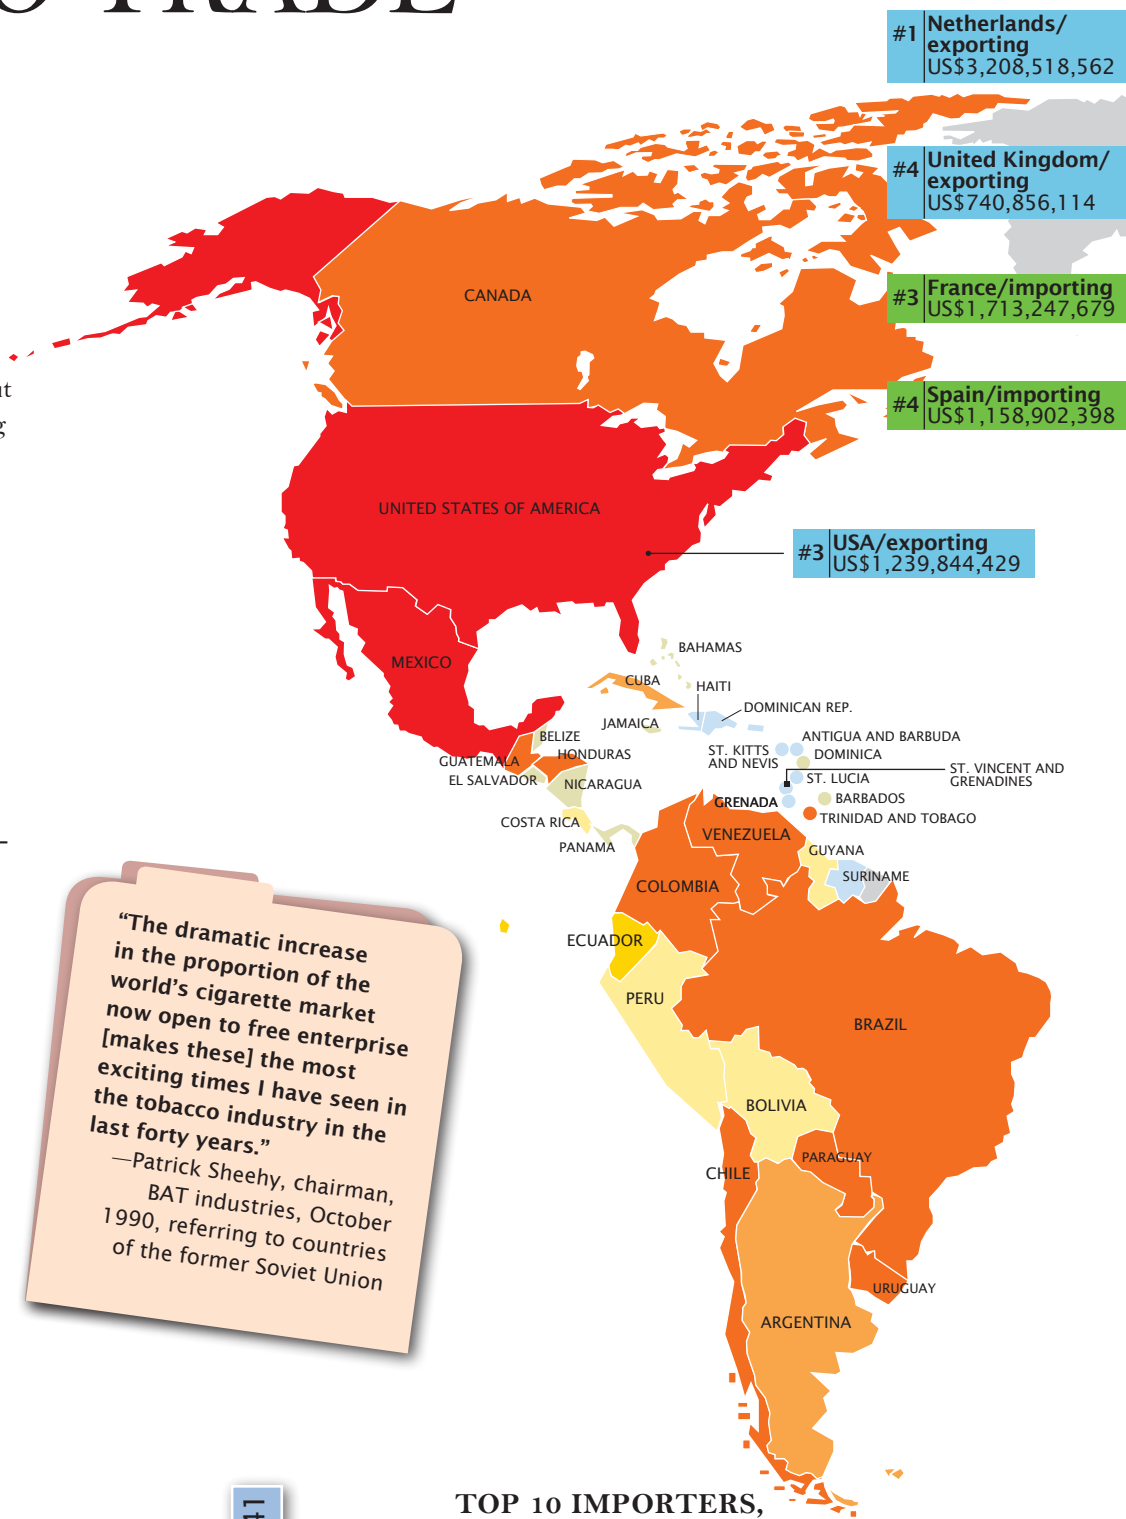 TRADE
#1 Netherlands/
exporting
US$3,208,518,562
#4 United Kingdom/
exporting
US$740,856,114
#3 France/importing
US$1,713,247,679
#4 Spain/importing
US$1,158,902,398
CANADA
UNITED STATES OF AMERICA
#3 USA/exporting
US$1,239,844,429
MEXICO
BAHAMAS
CUBA
HAITI
DOMINICAN REP.
JAMAICA
BELIZE
ANTIGUA AND BARBUDA
ST. KITTS
AND NEVIS
DOMINICA
GUATEMALA
HONDURAS
EL SALVADOR
NICARAGUA
ST. LUCIA
ST. VINCENT AND
GRENADINES
GRENADA
BARBADOS
COSTA RICA
TRINIDAD AND TOBAGO
PANAMA
VENEZUELA
GUYANA
COLOMBIA
SURINAME
ECUADOR
PERU
BRAZIL
BOLIVIA
PARAGUAY
CHILE
URUGUAY
ARGENTINA
“The dramatic increase
in the proportion of the
world’s cigarette market
now open to free enterprise
[makes these] the most
exciting times I have seen in
the tobacco industry in the
last forty years.”
—Patrick Sheehy, chairman,
BAT industries, October
1990, referring to countries
of the former Soviet Union
41
TOP 10 IMPORTERS,